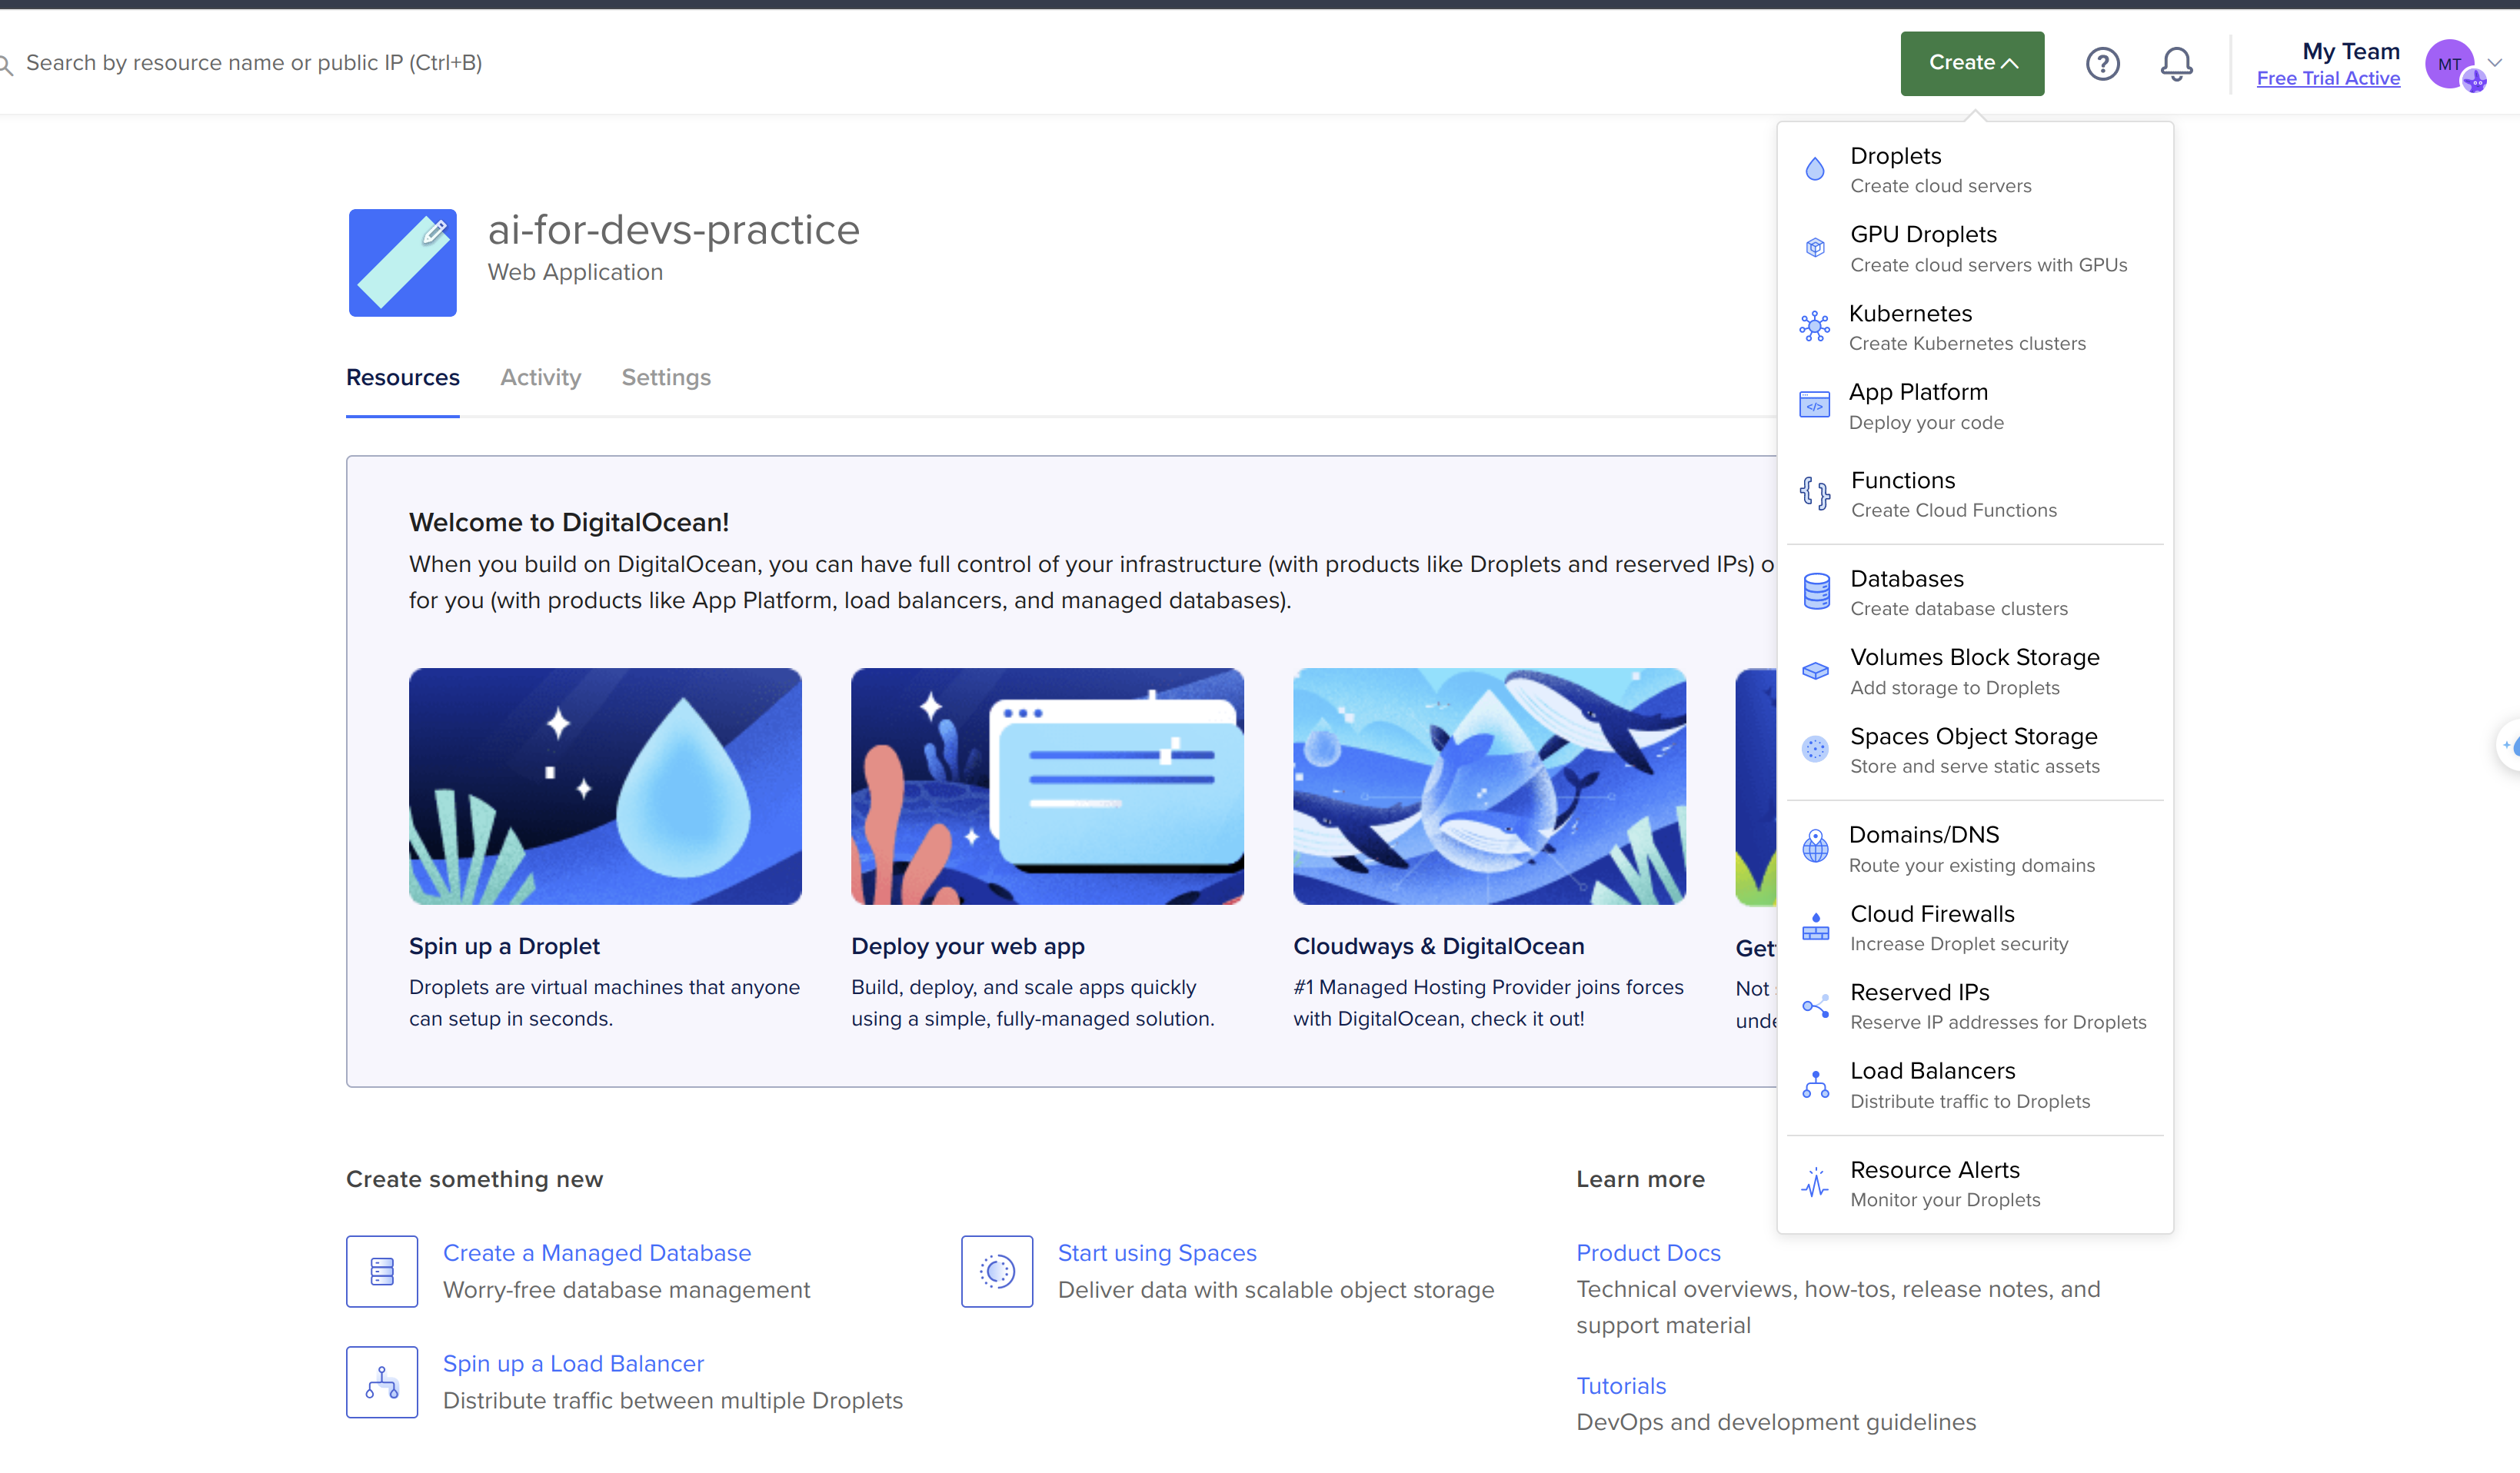 Search by resource name or public IP (Ctrl+B)
Create
My Team
Free Trial Active
MT
ai-for-devs-practice
Web Application
Resources
Activity
Settings
Welcome to DigitalOcean!
When you build on DigitalOcean, you can have full control of your infrastructure (with products like Droplets and reserved IPs) o
for you (with products like App Platform, load balancers, and managed databases).
Spin up a Droplet
Droplets are virtual machines that anyone
can setup in seconds.
Deploy your web app
Build, deploy, and scale apps quickly
using a simple, fully-managed solution.
Cloudways & DigitalOcean
#1 Managed Hosting Provider joins forces
with DigitalOcean, check it out!
Get
Not
unde
Create something new
Create a Managed Database
Worry-free database management
Start using Spaces
Deliver data with scalable object storage
Spin up a Load Balancer
Distribute traffic between multiple Droplets
Learn more
Product Docs
Technical overviews, how-tos, release notes, and
support material
Tutorials
DevOps and development guidelines
Droplets
Create cloud servers
GPU Droplets
Create cloud servers with GPUs
Kubernetes
Create Kubernetes clusters
App Platform
Deploy your code
Functions
Create Cloud Functions
Databases
Create database clusters
Volumes Block Storage
Add storage to Droplets
Spaces Object Storage
Store and serve static assets
Domains/DNS
Route your existing domains
Cloud Firewalls
Increase Droplet security
Reserved IPs
Reserve IP addresses for Droplets
Load Balancers
Distribute traffic to Droplets
Resource Alerts
Monitor your Droplets